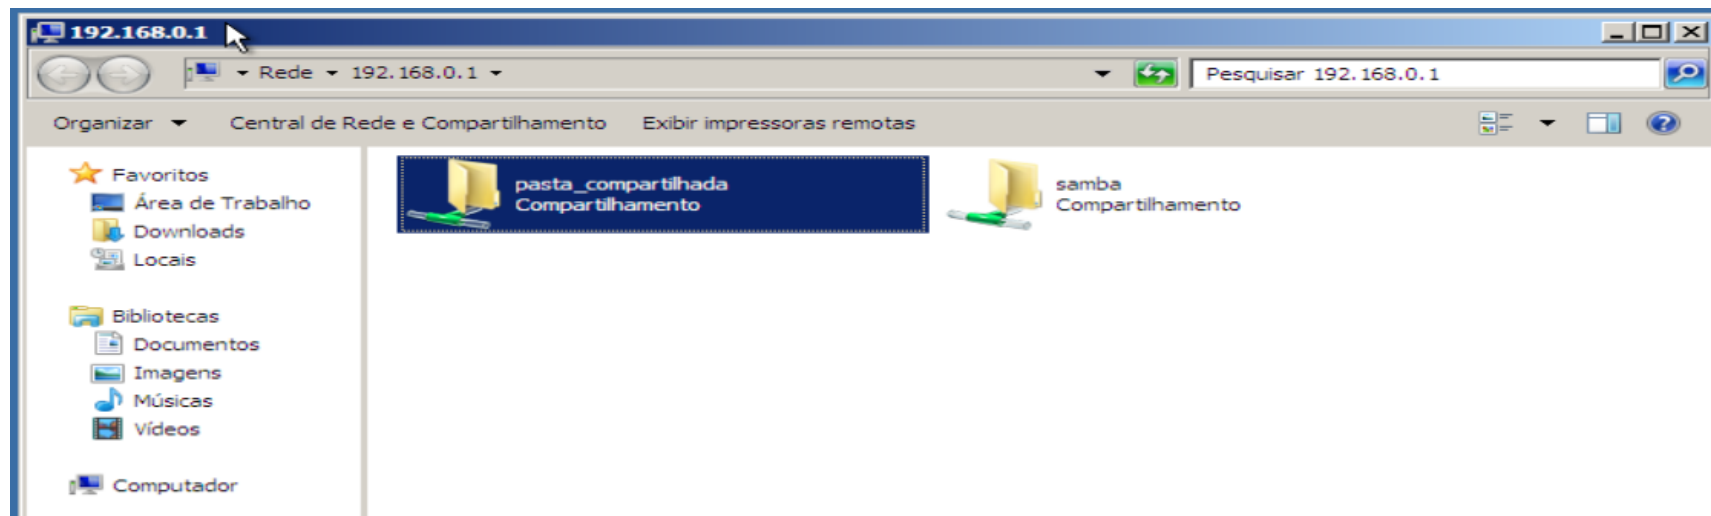 192.168.0.1
Rede 192.168.0.1
Pesquisar 192.168.0.1
Organizar Central de Rede e Compartilhamento Exibir impressoras remotas
Favoritos
Área de Trabalho
Downloads
Locais
Bibliotecas
Documentos
Imagens
Músicas
Vídeos
Computador
pasta_compartilhada
Compartilhamento
samba
Compartilhamento